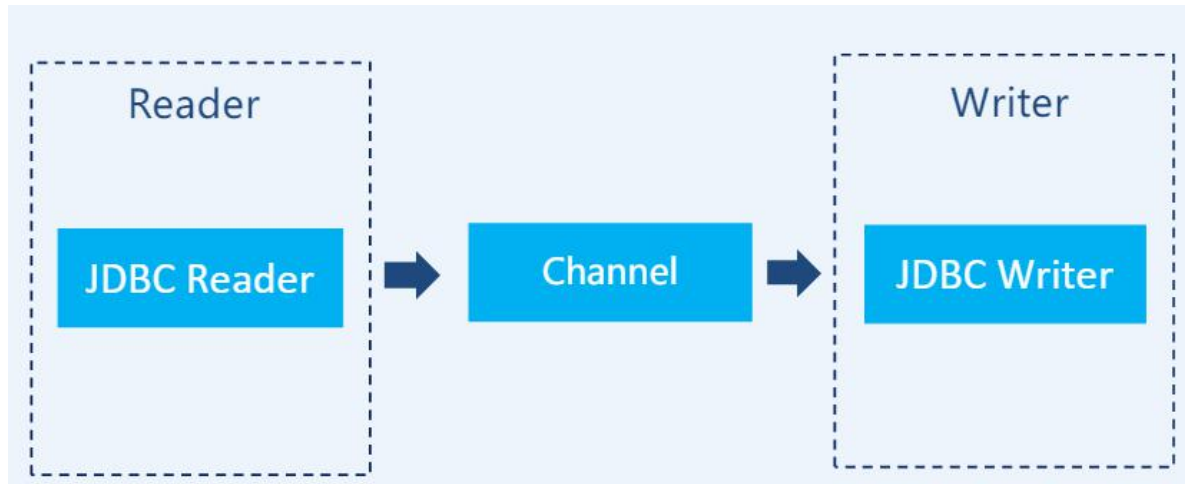 Reader
Writer
JDBC Reader
Channel
JDBC Writer